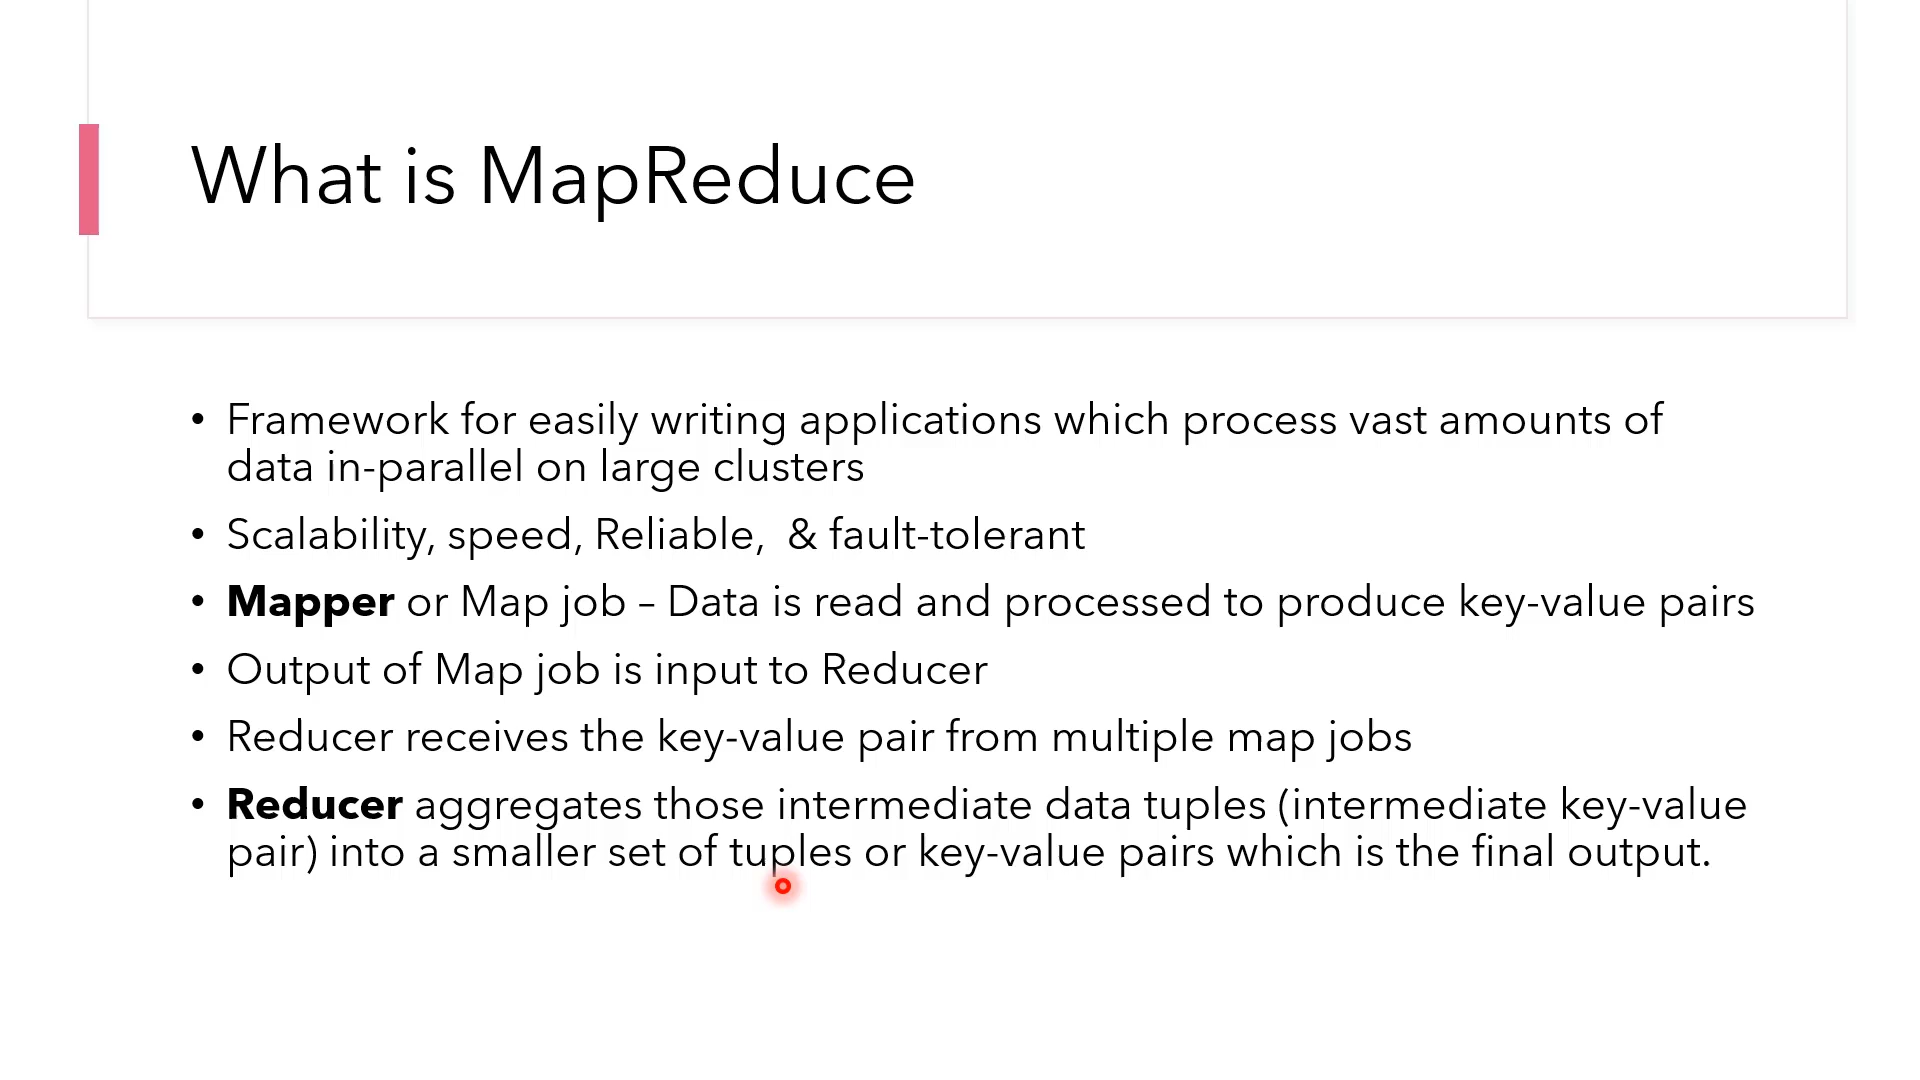 What is MapReduce
• Framework for easily writing applications which process vast amounts of
data in-parallel on large clusters
• Scalability, speed, Reliable,  & fault-tolerant
• Mapper or Map job – Data is read and processed to produce key-value pairs
• Output of Map job is input to Reducer
• Reducer receives the key-value pair from multiple map jobs
• Reducer aggregates those intermediate data tuples (intermediate key-value
pair) into a smaller set of tuples or key-value pairs which is the final output.